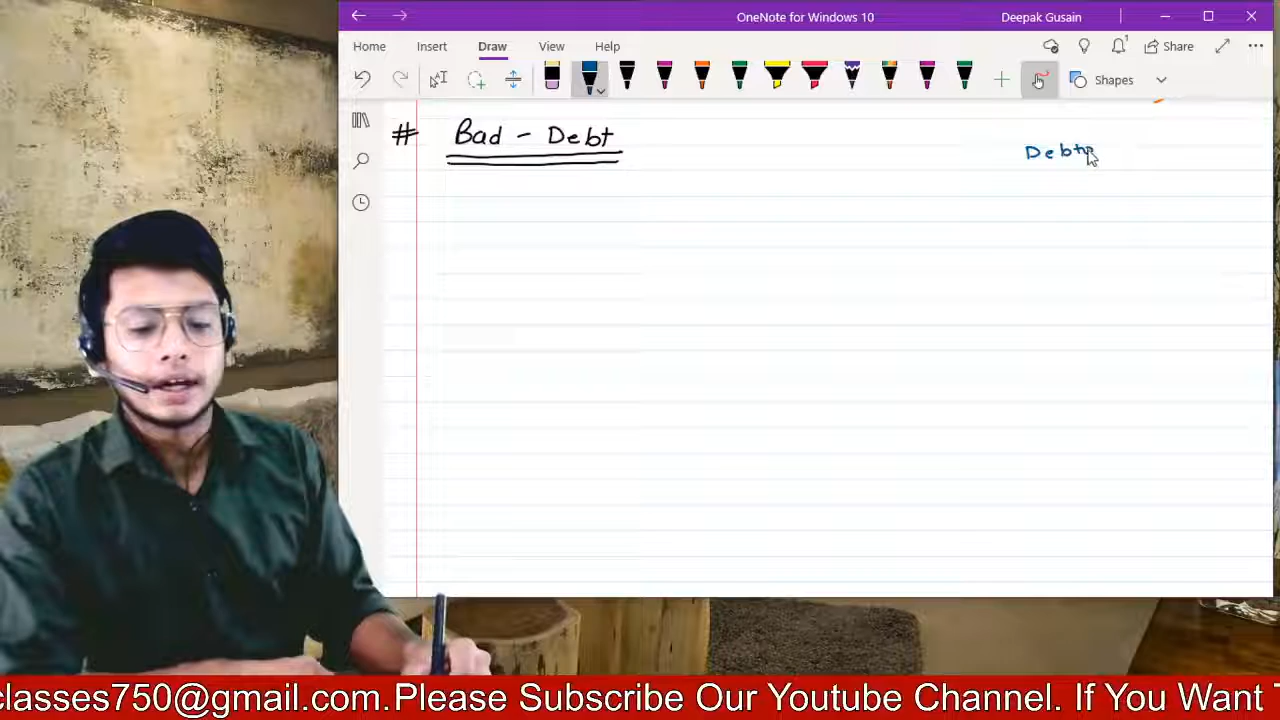 OneNote for Windows 10
Deepak Gusain
Home Insert Draw View Help
Share
Shapes
# Bad - Debt
Debt
classes750@gmail.com.Please Subscribe Our Youtube Channel. If You Want